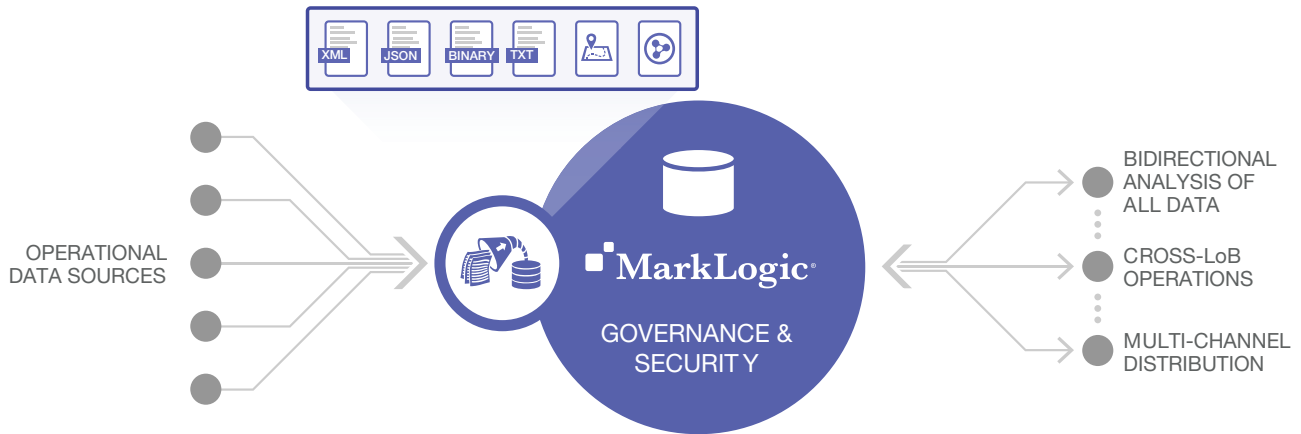 XML
JSON
BINARY
TXT
OPERATIONAL
DATA SOURCES
MarkLogic®
GOVERNANCE &
SECURITY
BIDIRECTIONAL
ANALYSIS OF
ALL DATA
CROSS-LoB
OPERATIONS
MULTI-CHANNEL
DISTRIBUTION